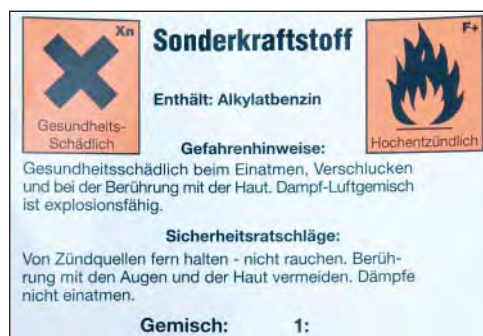 Xn
Sonderkraftstoff
F+
Enthält: Alkylatbenzin
Gesundheits-
Schädlich
Hochentzündlich
Gefahrenhinweise:
Gesundheitsschädlich beim Einatmen, Verschlucken
und bei der Berührung mit der Haut. Dampf-Luftgemisch
ist explosionsfähig.
Sicherheitsratschläge:
Von Zündquellen fern halten - nicht rauchen. Berüh-
rung mit den Augen und der Haut vermeiden. Dämpfe
nicht einatmen.
Gemisch: 1: